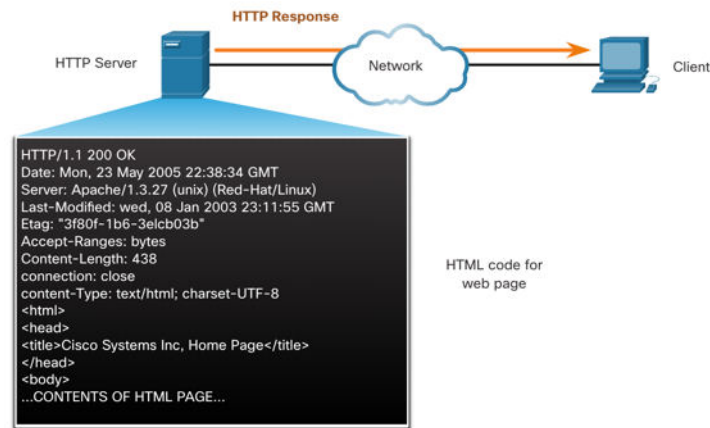 HTTP Response
HTTP Server
Network
Client
HTTP/1.1 200 OK
Date: Mon, 23 May 2005 22:38:34 GMT
Server: Apache/1.3.27 (unix) (Red-Hat/Linux)
Last-Modified: wed, 08 Jan 2003 23:11:55 GMT
Etag: "3f80f-1b6-3elcb03b"
Accept-Ranges: bytes
Content-Length: 438
connection: close
content-Type: text/html; charset-UTF-8
<html>
<head>
<title>Cisco Systems Inc, Home Page</title>
</head>
<body>
...CONTENTS OF HTML PAGE...
HTML code for
web page